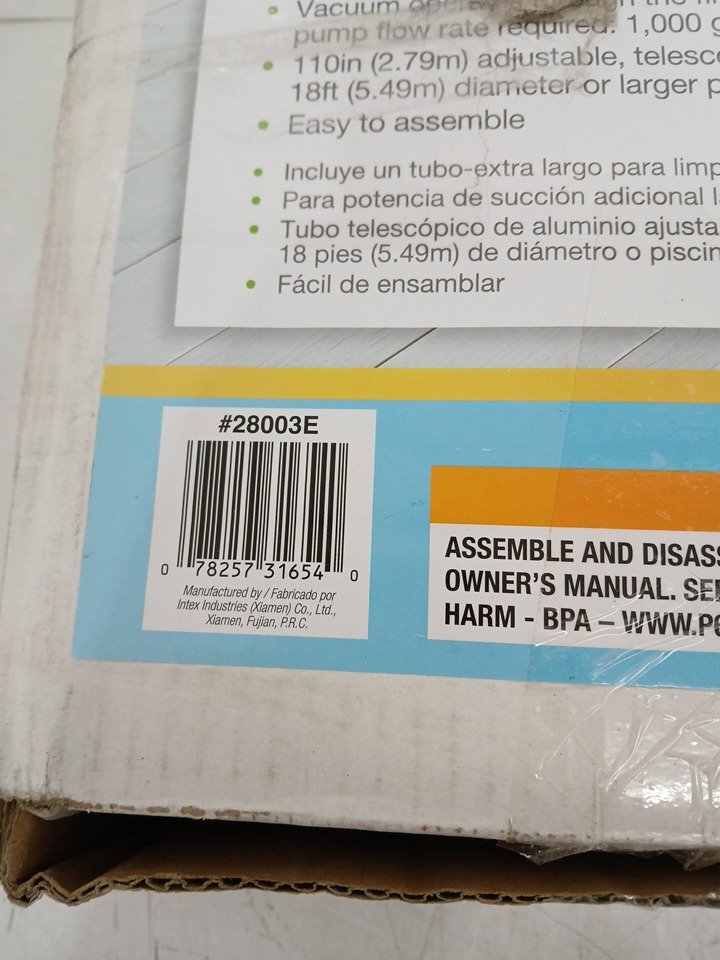 Vacuum
pump flow rate required: 1,000 g
110in (2.79m) adjustable, telesc
18ft (5.49m) diameter or larger p
Easy to assemble
Incluye un tubo-extra largo para limp
Para potencia de succión adicional l
Tubo telescópico de aluminio ajusta
18 pies (5.49m) de diámetro o piscin
Fácil de ensamblar
#28003E
0 78257 31654 0
Manufactured by / Fabricado por
Intex Industries (Xiamen) Co., Ltd.,
Xiamen, Fujian, P.R.C.
ASSEMBLE AND DISASS
OWNER'S MANUAL. SE
HARM - BPA – WWW.P6